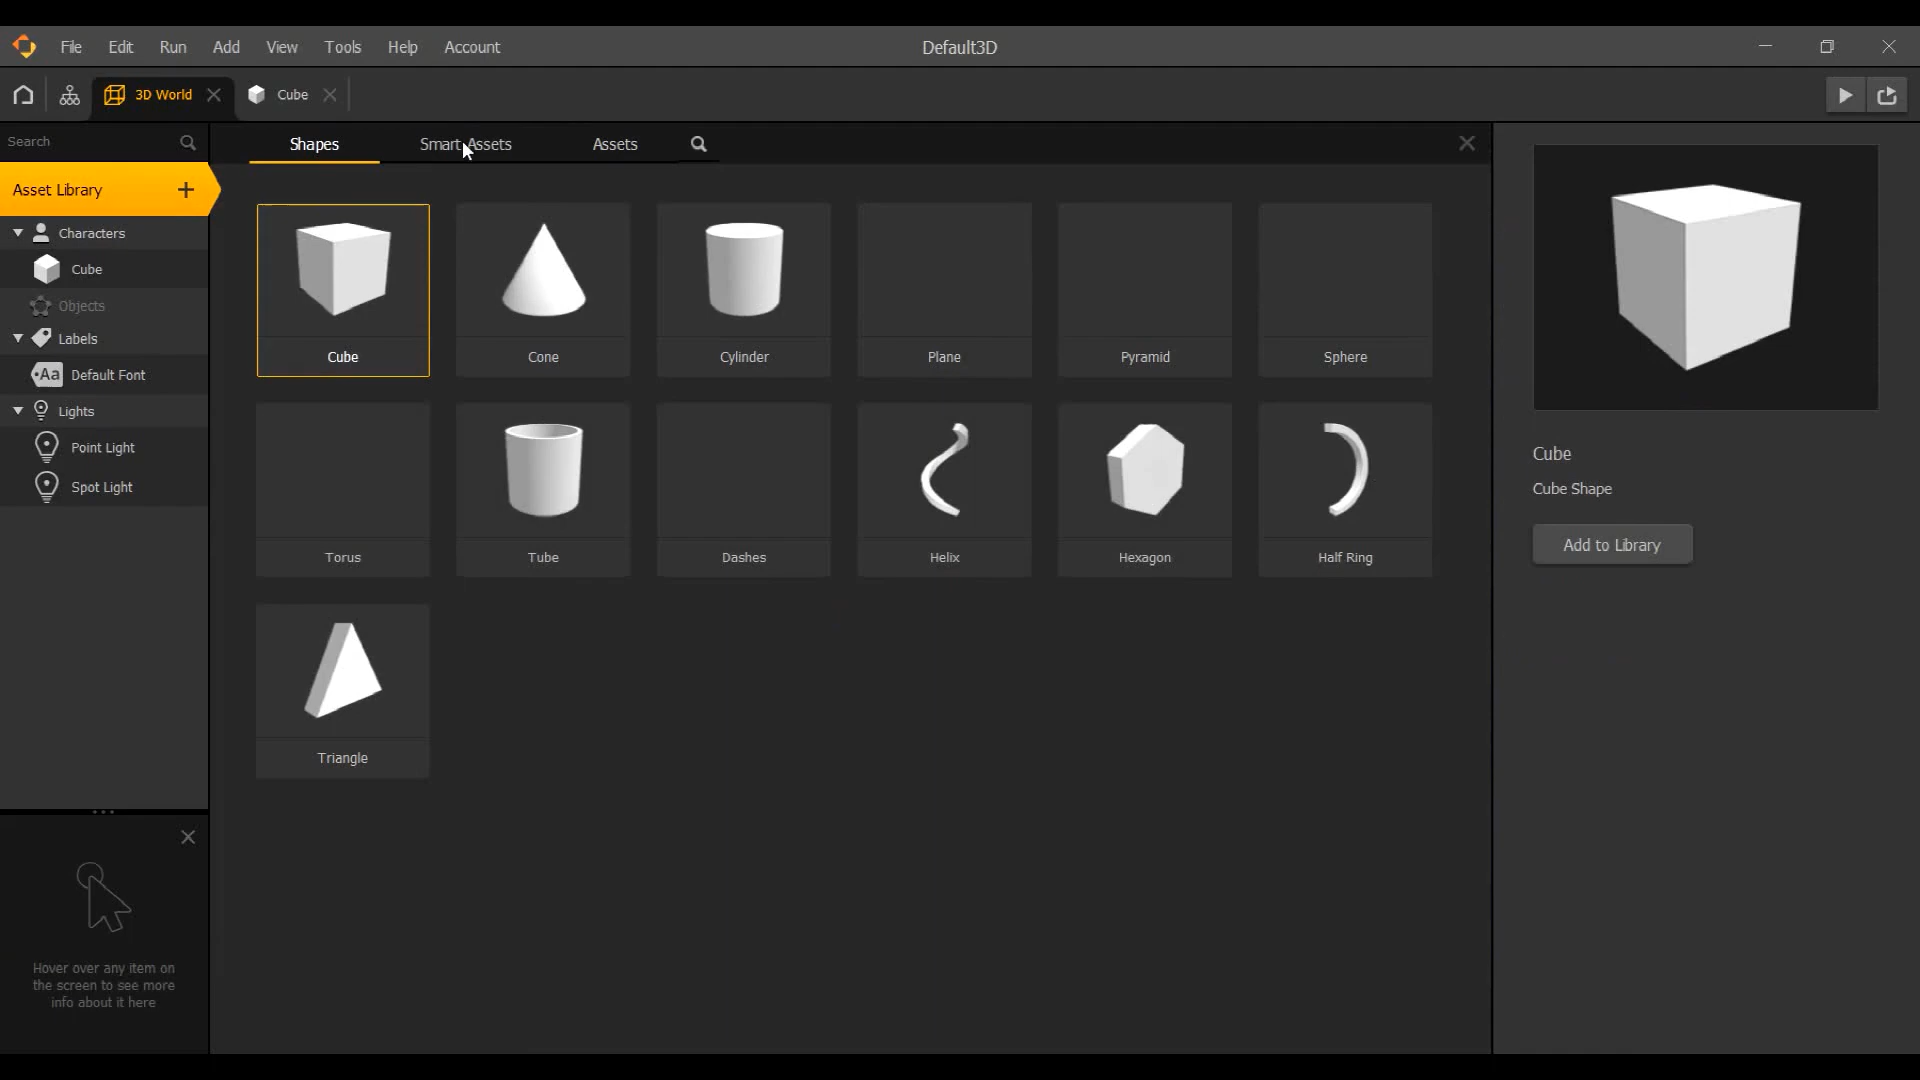 File Edit Run Add View Tools Help Account
Default3D
3D World
Cube
Search
Shapes
Smart Assets
Assets
Asset Library
Characters
Cube
Objects
Labels
Aa Default Font
Lights
Point Light
Spot Light
Cube
Cone
Cylinder
Plane
Pyramid
Sphere
Torus
Tube
Dashes
Helix
Hexagon
Half Ring
Triangle
Cube
Cube Shape
Add to Library
Hover over any item on
the screen to see more
info about it here